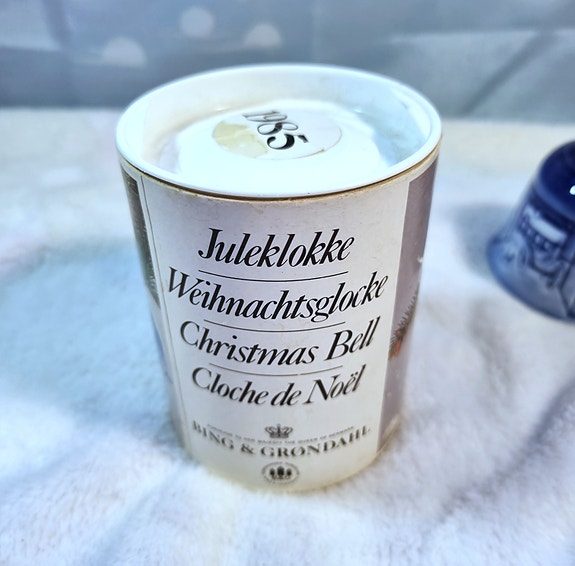 1985
Juleklokke
Weihnachtsglocke
Christmas Bell
Cloche de Noël
BING & GRØNDAHL